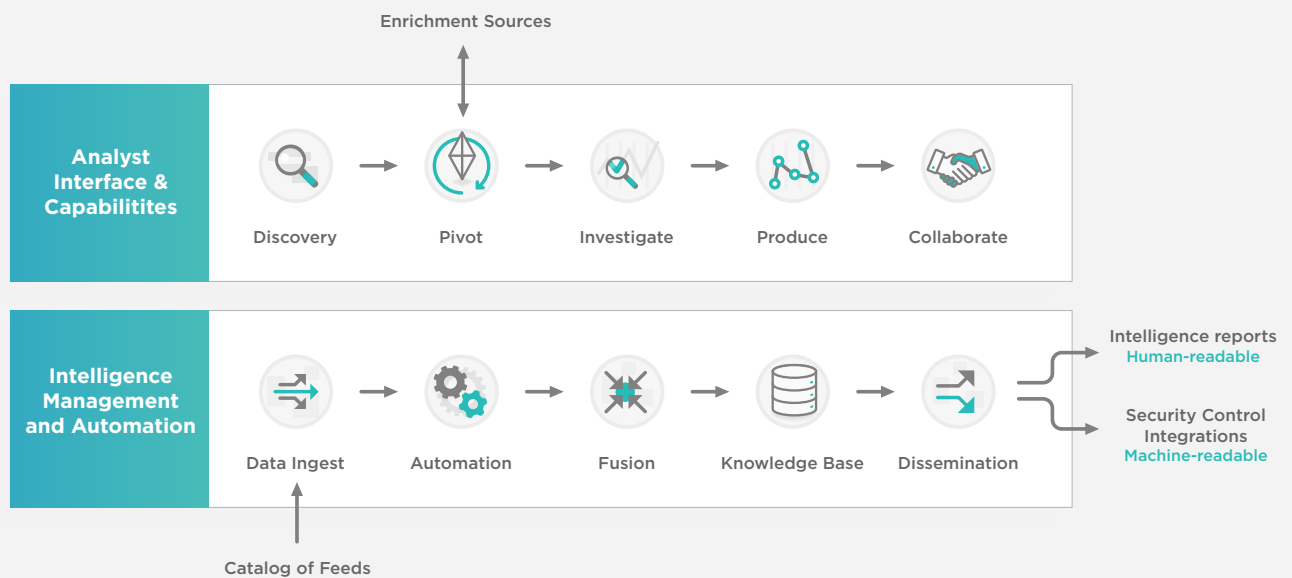 Enrichment Sources
Analyst
Interface &
Capabilitites
Discovery
Pivot
Investigate
Produce
Collaborate
Intelligence
Management
and Automation
Data Ingest
Automation
Fusion
Knowledge Base
Dissemination
Intelligence reports
Human-readable
Security Control
Integrations
Machine-readable
Catalog of Feeds